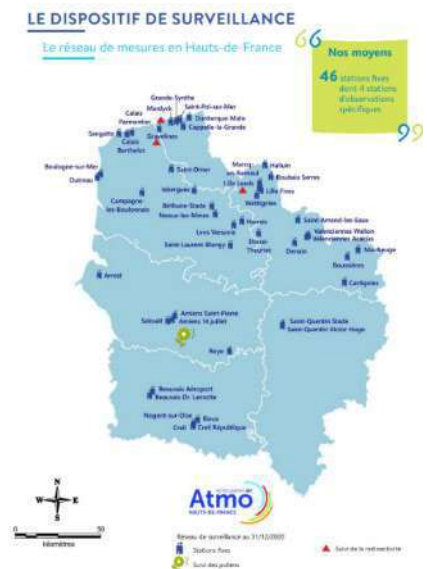 LE DISPOSITIF DE SURVEILLANCE
Le réseau de mesures en Hauts-de-France
Nos moyens
46 stations fixes
dont 4 stations
d'observations
spécifiques
Grande-Synthe
Mardyck
Saint-Pol-sur-Mer
Calais
Parmentier
Dunkerque Malo
Cappelle-la-Grande
Sangatte
Calais
Berthelot
Gravelines
Boulogne-sur-Mer
Outreau
Saint-Omer
Marcq
en-Baroeul
Halluin
Roubaix Serres
Lille Leeds
Lille Fives
Wattignies
Campagne-
les-Boulonnais
Isbergues
Béthune Stade
Noeux-les-Mines
Harnes
Lens Varsovie
Douai
Theuriet
Saint-Laurent-Blangy
Saint-Amand-les-Eaux
Valenciennes Wallon
Valenciennes Acacias
Denain
Maubeuge
Roussières
Cartignies
Arrest
Amiens Saint-Pierre
Amiens 14 juillet
Salouël
Roye
Saint-Quentin Stade
Saint-Quentin Victor Hugo
Beauvais Aéroport
Beauvais Dr. Lamotte
Nogent-sur-Oise
Rieux
Creil
Creil République
N
W
E
S
0
50
kilomètres
Atmo
HAUTS-DE-FRANCE
Réseau de surveillance au 31/12/2020
Stations fixes
Suivi de la radioactivité
Suivi des pollens